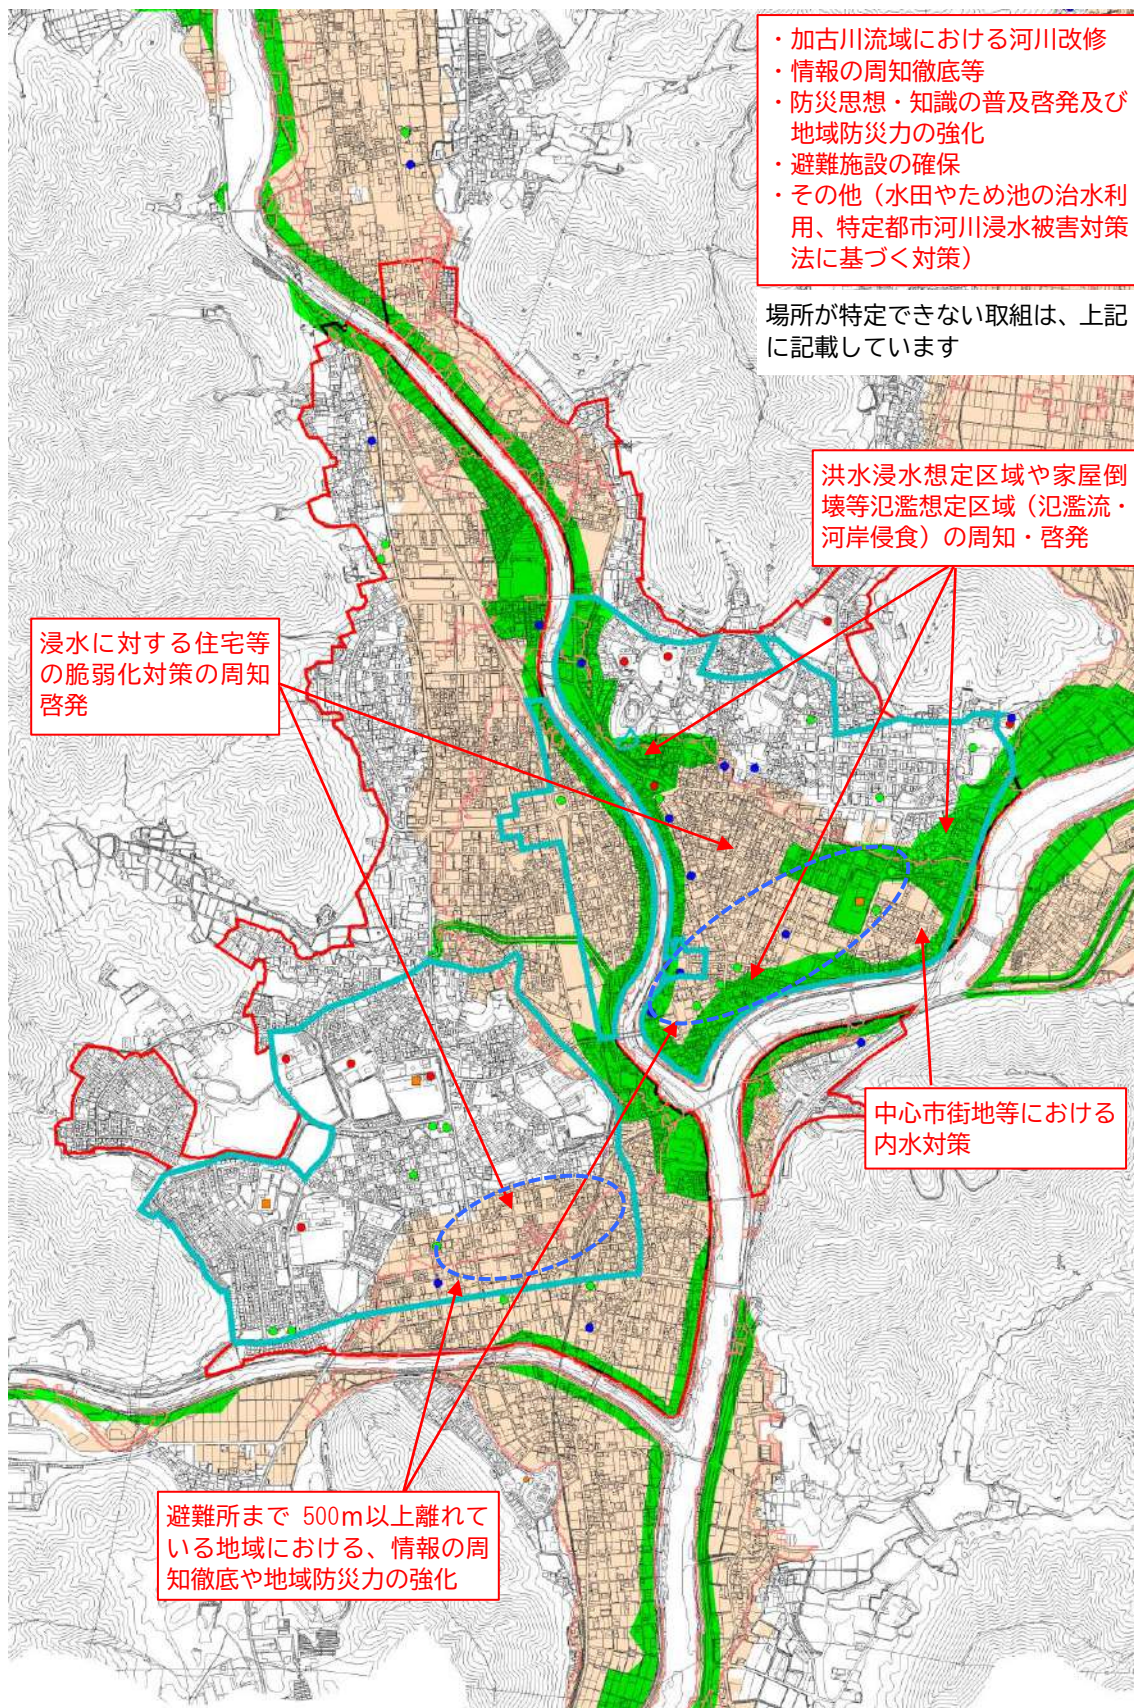 ・加古川流域における河川改修
・情報の周知徹底等
・防災思想・知識の普及啓発及び
地域防災力の強化
・避難施設の確保
・その他（水田やため池の治水利
用、特定都市河川浸水被害対策
法に基づく対策）
場所が特定できない取組は、上記
に記載しています
洪水浸水想定区域や家屋倒
壊等氾濫想定区域（氾濫流・
河岸侵食）の周知・啓発
浸水に対する住宅等
の脆弱化対策の周知
啓発
中心市街地等における
内水対策
避難所まで 500m以上離れて
いる地域における、情報の周
知徹底や地域防災力の強化